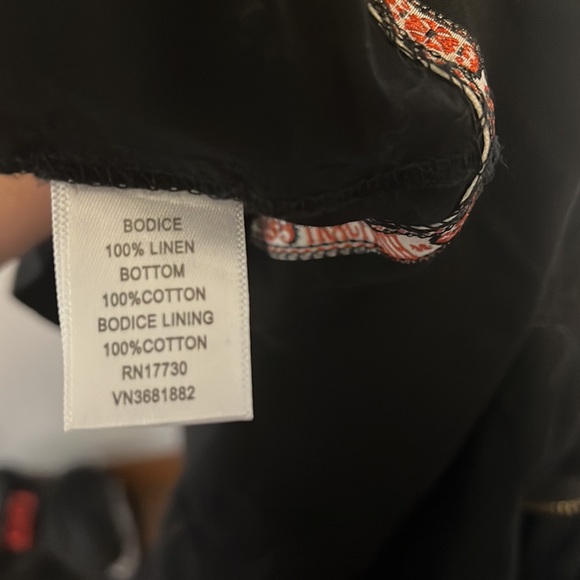 BODICE
100% LINEN
BOTTOM
100%COTTON
BODICE LINING
100%COTTON
RN17730
VN3681882